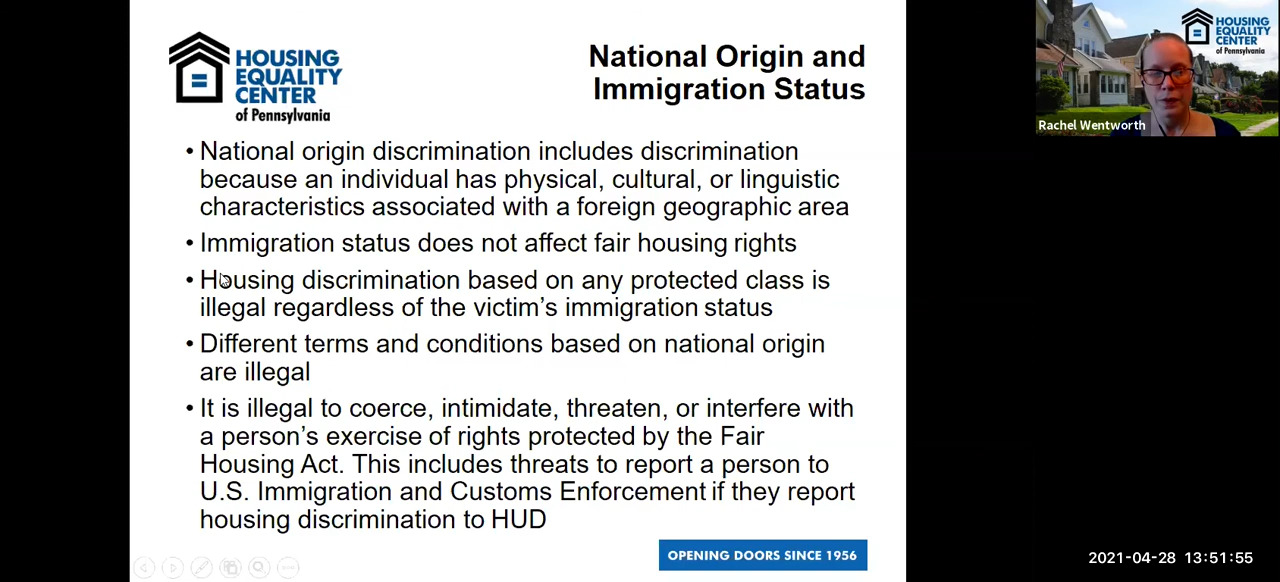 HOUSING
EQUALITY
CENTER
of Pennsylvania
National Origin and
Immigration Status
• National origin discrimination includes discrimination
because an individual has physical, cultural, or linguistic
characteristics associated with a foreign geographic area
• Immigration status does not affect fair housing rights
• Housing discrimination based on any protected class is
illegal regardless of the victim’s immigration status
• Different terms and conditions based on national origin
are illegal
• It is illegal to coerce, intimidate, threaten, or interfere with
a person’s exercise of rights protected by the Fair
Housing Act. This includes threats to report a person to
U.S. Immigration and Customs Enforcement if they report
housing discrimination to HUD
OPENING DOORS SINCE 1956
HOUSING
EQUALITY
CENTER
of Pennsylvania
Rachel Wentworth
2021-04-28 13:51:55